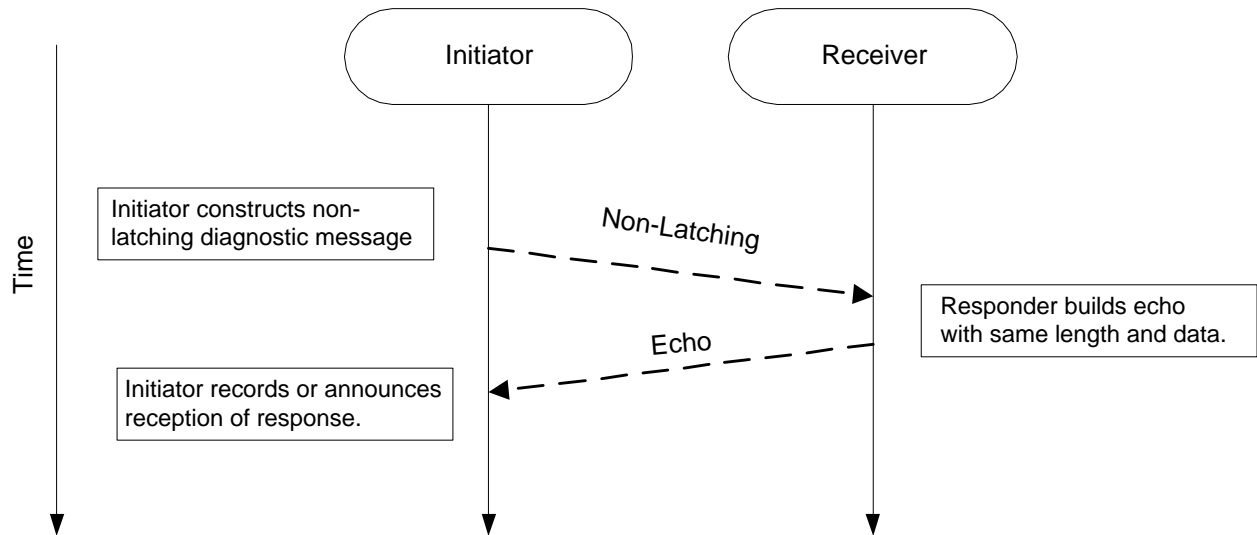 Initiator
Receiver
Time
Initiator constructs non-
latching diagnostic message
Non-Latching
Responder builds echo
with same length and data.
Echo
Initiator records or announces
reception of response.